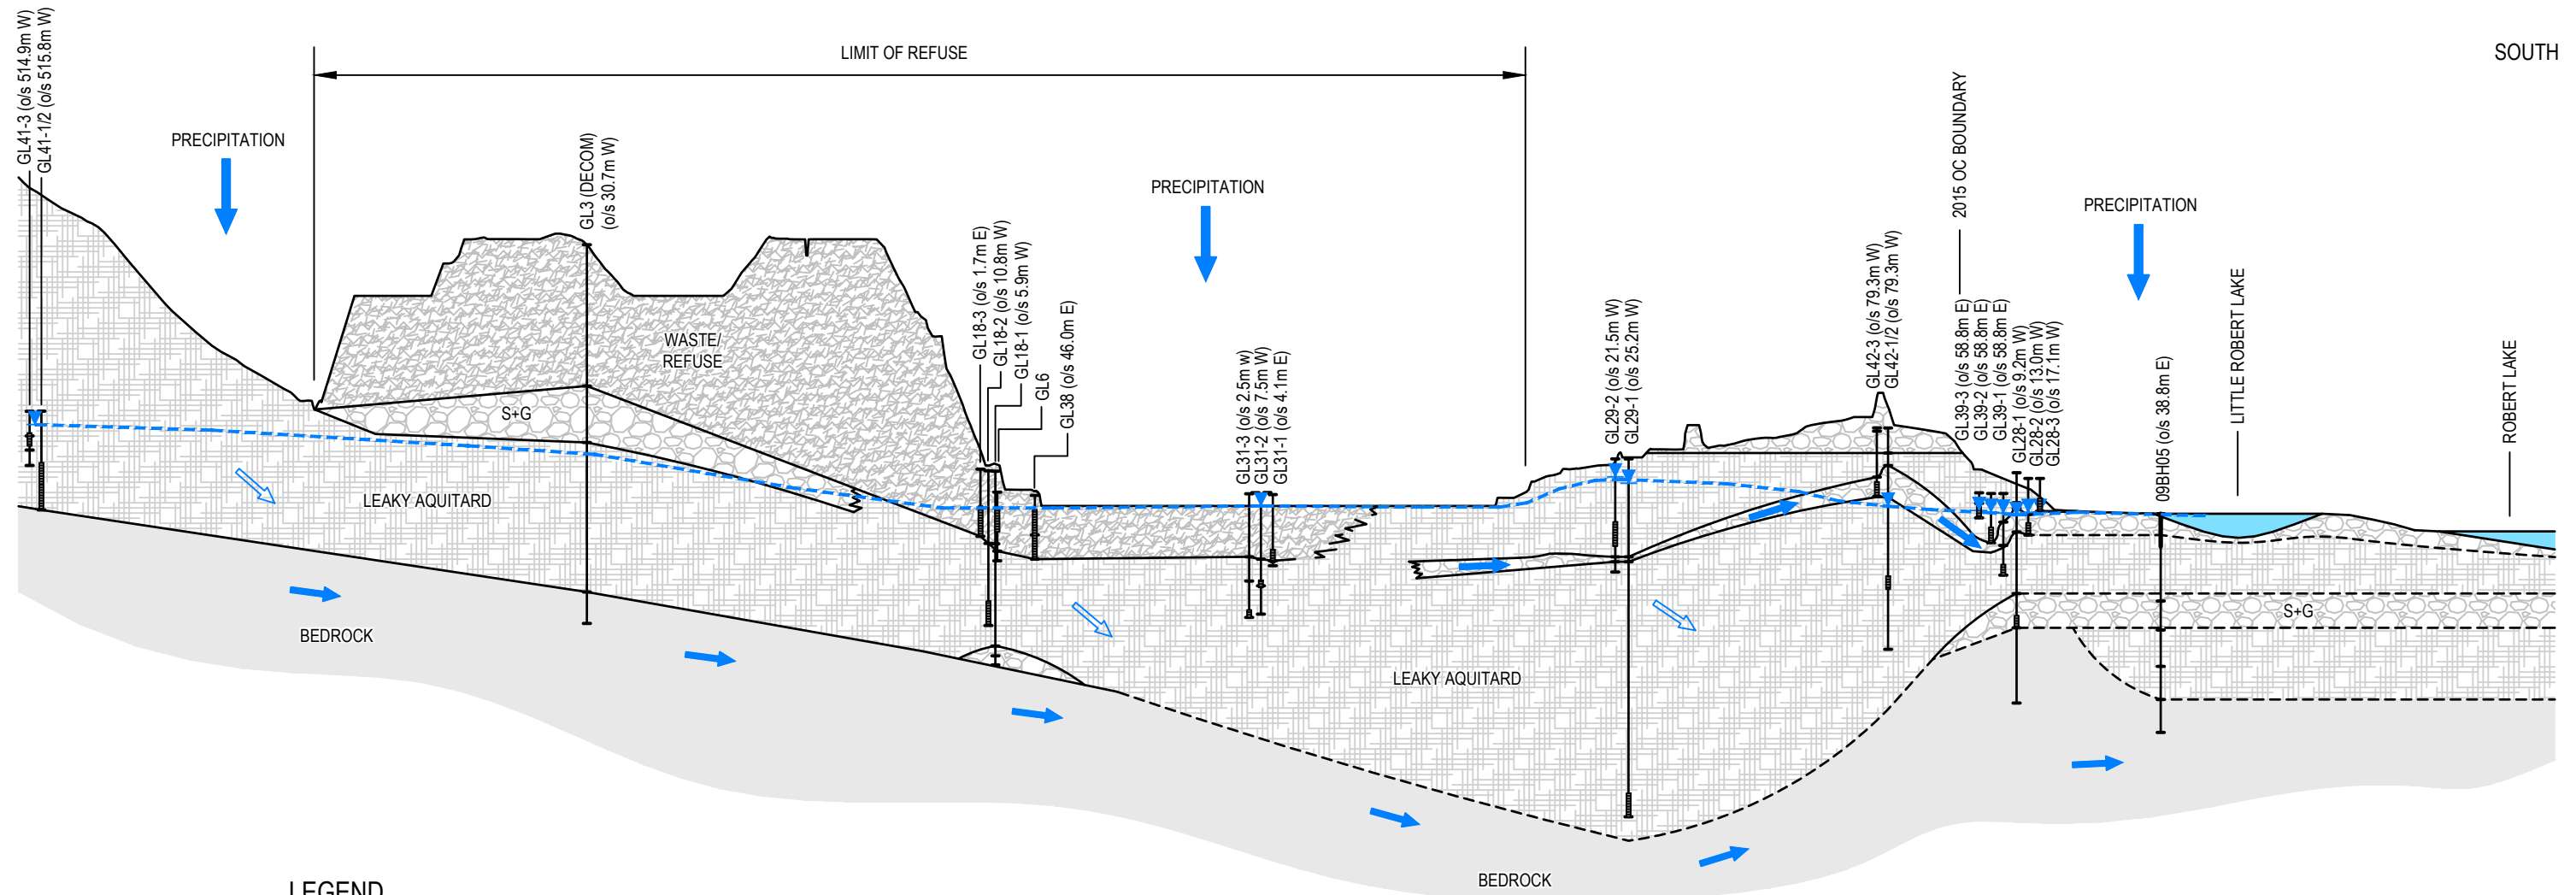 LIMIT OF REFUSE
SOUTH
GL41-3 (o/s 514.9m W)
GL41-1/2 (o/s 515.8m W)
PRECIPITATION
GL3 (DECOM)
(o/s 30.7m W)
PRECIPITATION
2015 OC BOUNDARY
PRECIPITATION
GL18-3 (o/s 1.7m E)
GL18-2 (o/s 10.8m W)
GL18-1 (o/s 5.9m W)
GL6
GL38 (o/s 46.0m E)
GL31-3 (o/s 2.5m w)
GL31-2 (o/s 7.5m W)
GL31-1 (o/s 4.1m E)
GL29-2 (o/s 21.5m W)
GL29-1 (o/s 25.2m W)
GL42-3 (o/s 79.3m W)
GL42-1/2 (o/s 79.3m W)
GL39-3 (o/s 58.8m E)
GL39-2 (o/s 58.8m E)
GL39-1 (o/s 58.8m E)
GL28-1 (o/s 9.2m W)
GL28-2 (o/s 13.0m W)
GL28-3 (o/s 17.1m W)
09BH05 (o/s 38.8m E)
LITTLE ROBERT LAKE
ROBERT LAKE
WASTE/
REFUSE
S+G
LEAKY AQUITARD
S+G
BEDROCK
LEAKY AQUITARD
BEDROCK
LEGEND